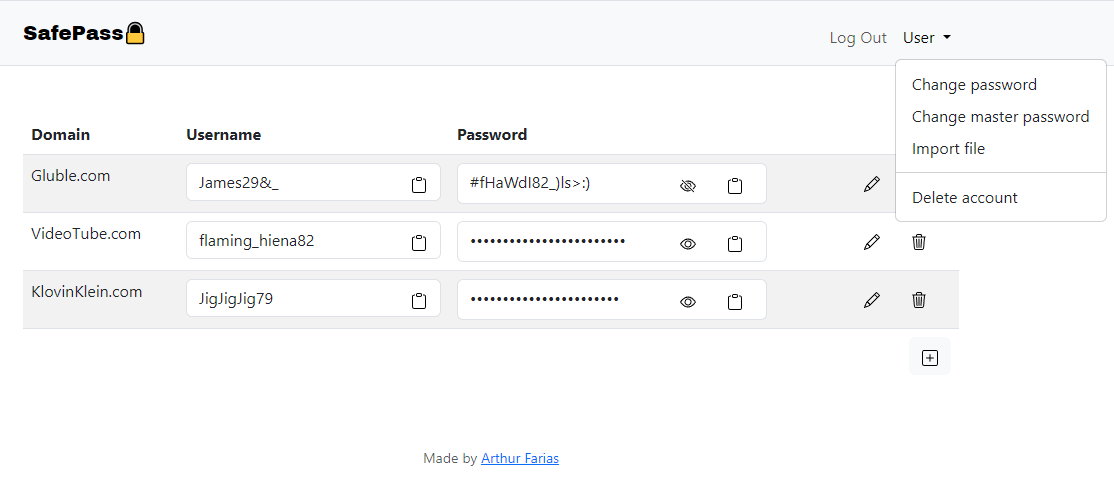 SafePass
Log Out User
Change password
Change master password
Import file
Delete account
Domain Username Password
Gluble.com James29&_ #fHaWdI82_)ls>:)
VideoTube.com flaming_hiena82 ••••••••••••••••••••••••
KlovinKlein.com JigJigJig79 •••••••••••••••••••••••
Made by Arthur Farias